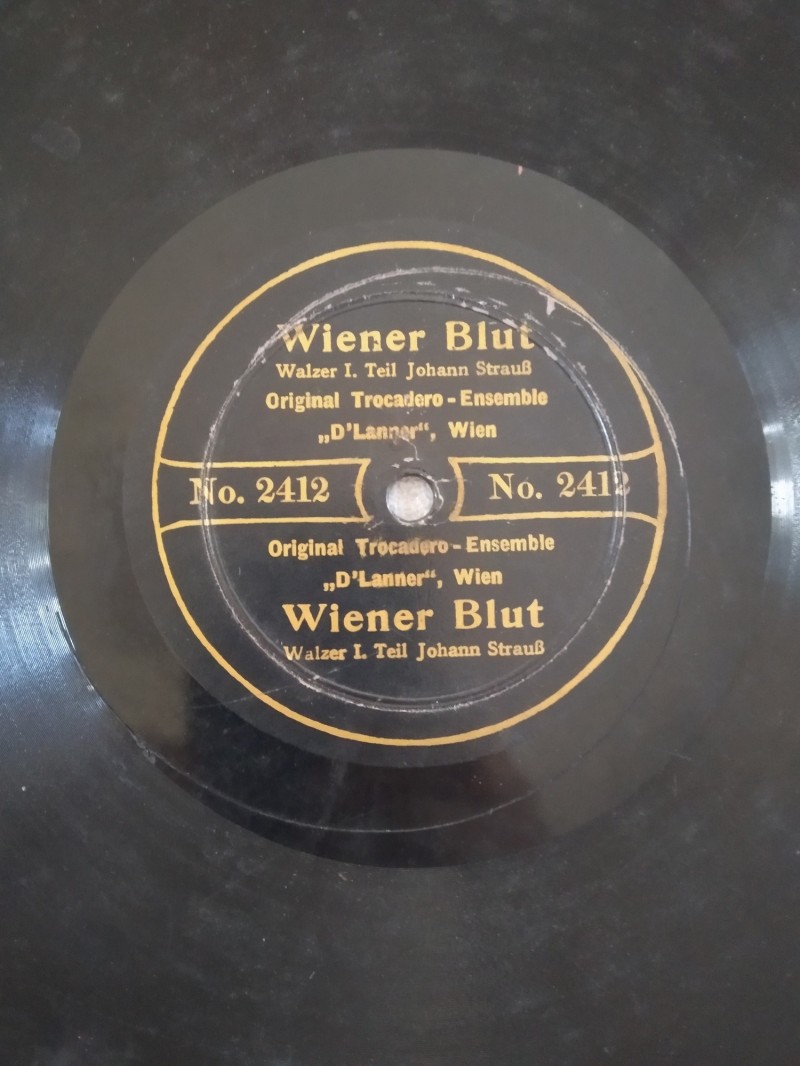 Wiener Blut
Walzer I. Teil Johann Strauß
Original Trocadero-Ensemble
„D'Lanner“, Wien
No. 2412 No. 2412
Original Trocadero-Ensemble
„D'Lanner“, Wien
Wiener Blut
Walzer I. Teil Johann Strauß